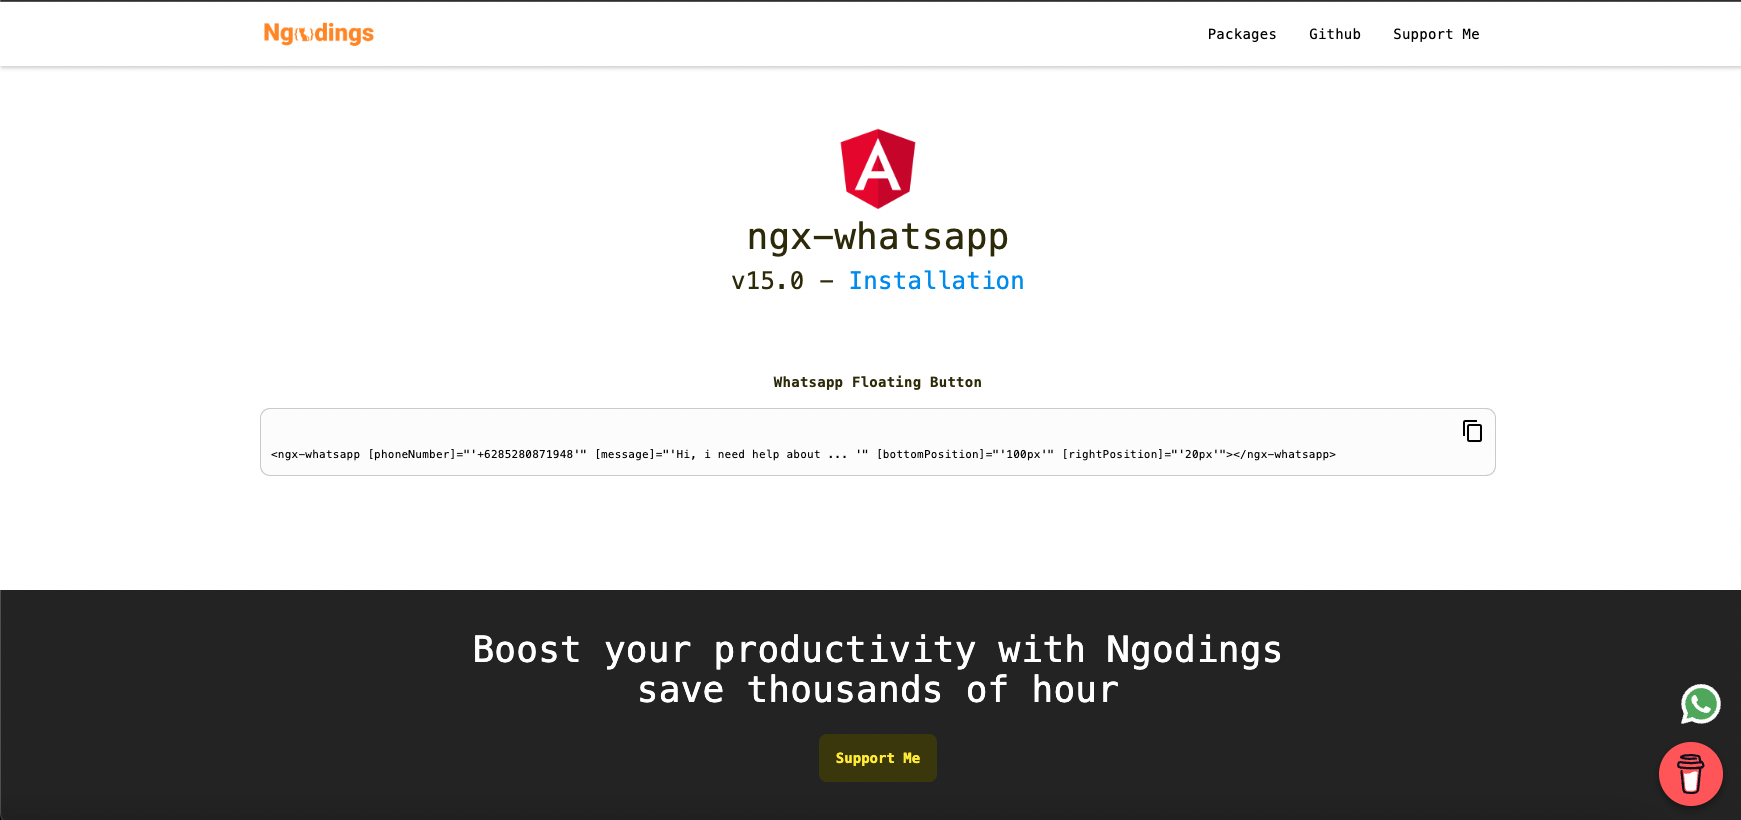 Ngodings
Packages Github Support Me
ngx-whatsapp
v15.0 - Installation
Whatsapp Floating Button
<ngx-whatsapp [phoneNumber]="'+6285280871948'" [message]="'Hi, i need help about ... '" [bottomPosition]="'100px'" [rightPosition]="'20px'"></ngx-whatsapp>
Boost your productivity with Ngodings
save thousands of hour
Support Me